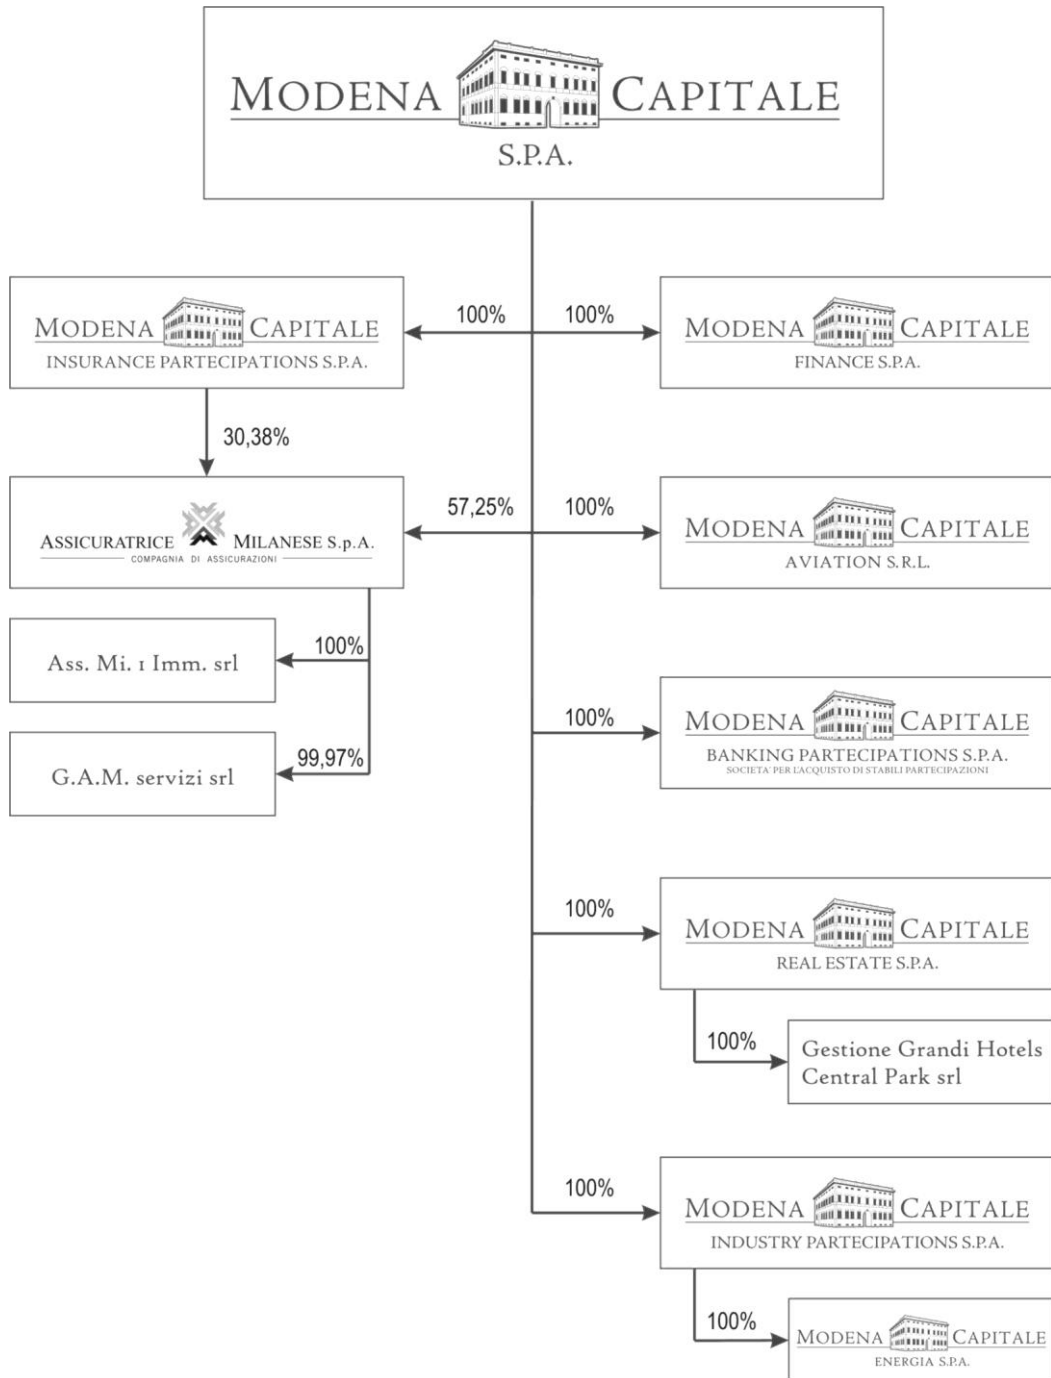 MODENA CAPITALE
S.P.A.
100% 100%
MODENA CAPITALE
INSURANCE PARTECIPATIONS S.P.A.
MODENA CAPITALE
FINANCE S.P.A.
30,38%
57,25% 100%
ASSICURATRICE MILANESE S.p.A.
COMPAGNIA DI ASSICURAZIONI
MODENA CAPITALE
AVIATION S.R.L.
100%
Ass. Mi. 1 Imm. srl
99,97%
G.A.M. servizi srl
100%
MODENA CAPITALE
BANKING PARTECIPATIONS S.P.A.
SOCIETA' PER L'ACQUISTO DI STABILI PARTECIPAZIONI
100%
MODENA CAPITALE
REAL ESTATE S.P.A.
100%
Gestione Grandi Hotels
Central Park srl
100%
MODENA CAPITALE
INDUSTRY PARTECIPATIONS S.P.A.
100%
MODENA CAPITALE
ENERGIA S.P.A.